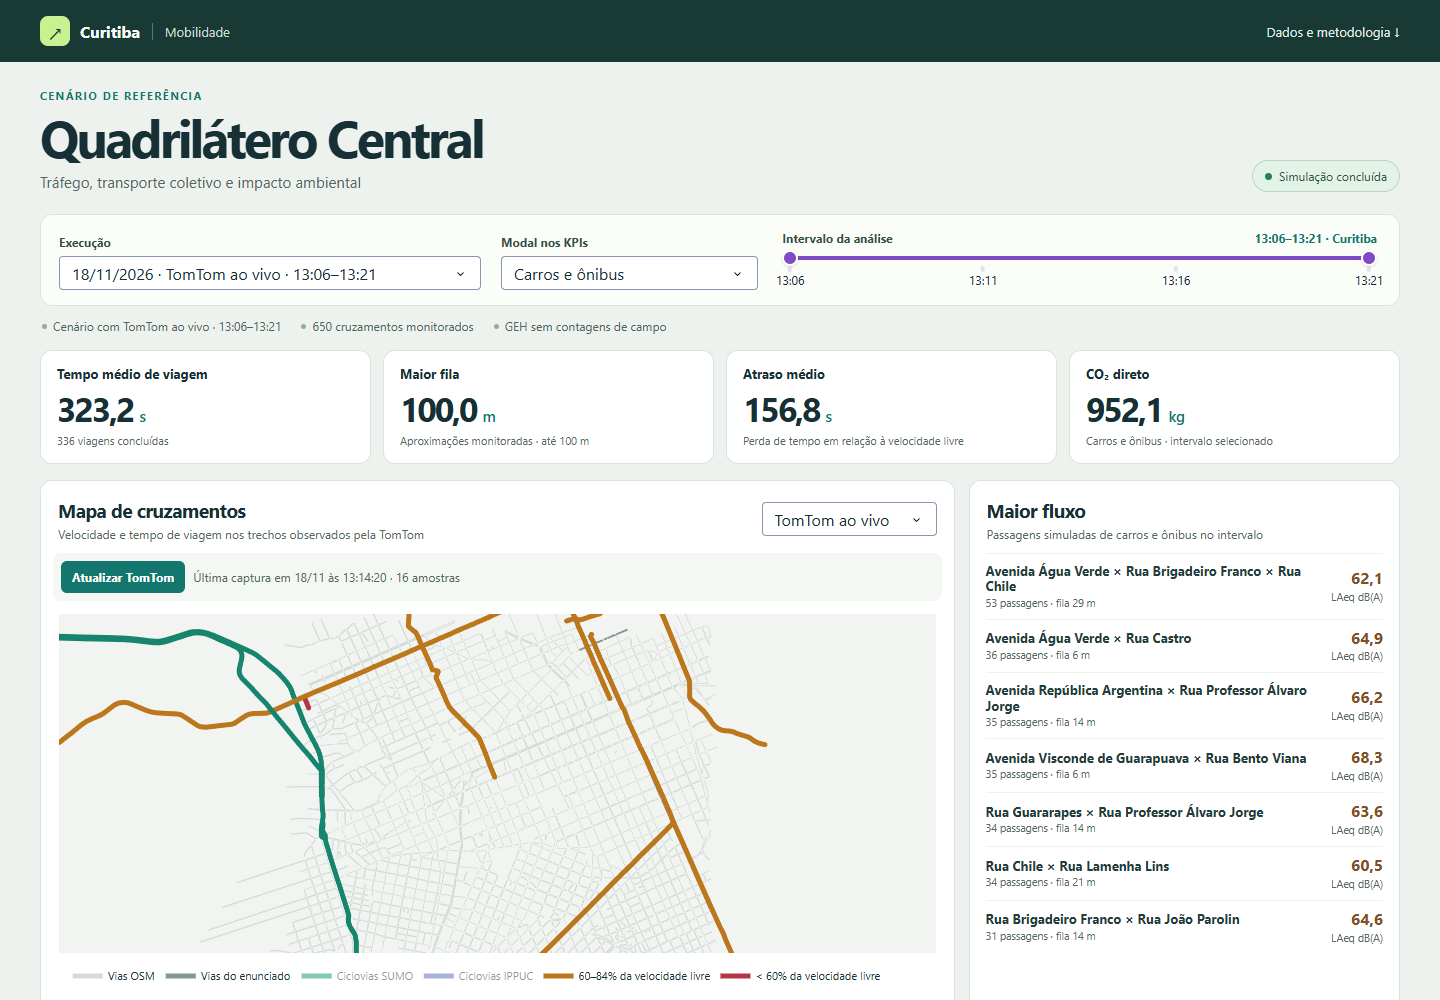 ↗ Curitiba Mobilidade
Dados e metodologia ↓
CENÁRIO DE REFERÊNCIA
Quadrilátero Central
Tráfego, transporte coletivo e impacto ambiental
Simulação concluída
Execução
18/11/2026 · TomTom ao vivo · 13:06–13:21
Modal nos KPIs
Carros e ônibus
Intervalo da análise
13:06–13:21 · Curitiba
13:06 13:11 13:16 13:21
Cenário com TomTom ao vivo · 13:06–13:21
650 cruzamentos monitorados
GEH sem contagens de campo
Tempo médio de viagem
323,2 s
336 viagens concluídas
Maior fila
100,0 m
Aproximações monitoradas · até 100 m
Atraso médio
156,8 s
Perda de tempo em relação à velocidade livre
CO₂ direto
952,1 kg
Carros e ônibus · intervalo selecionado
Mapa de cruzamentos
Velocidade e tempo de viagem nos trechos observados pela TomTom
TomTom ao vivo
Atualizar TomTom
Última captura em 18/11 às 13:14:20 · 16 amostras
Vias OSM
Vias do enunciado
Ciclovias SUMO
Ciclovias IPPUC
60–84% da velocidade livre
< 60% da velocidade livre
Maior fluxo
Passagens simuladas de carros e ônibus no intervalo
Avenida Água Verde × Rua Brigadeiro Franco × Rua
Chile
53 passagens · fila 29 m
62,1
LAeq dB(A)
Avenida Água Verde × Rua Castro
36 passagens · fila 6 m
64,9
LAeq dB(A)
Avenida República Argentina × Rua Professor Álvaro
Jorge
35 passagens · fila 14 m
66,2
LAeq dB(A)
Avenida Visconde de Guarapuava × Rua Bento Viana
35 passagens · fila 6 m
68,3
LAeq dB(A)
Rua Guararapes × Rua Professor Álvaro Jorge
34 passagens · fila 14 m
63,6
LAeq dB(A)
Rua Chile × Rua Lamenha Lins
34 passagens · fila 21 m
60,5
LAeq dB(A)
Rua Brigadeiro Franco × Rua João Parolin
31 passagens · fila 14 m
64,6
LAeq dB(A)